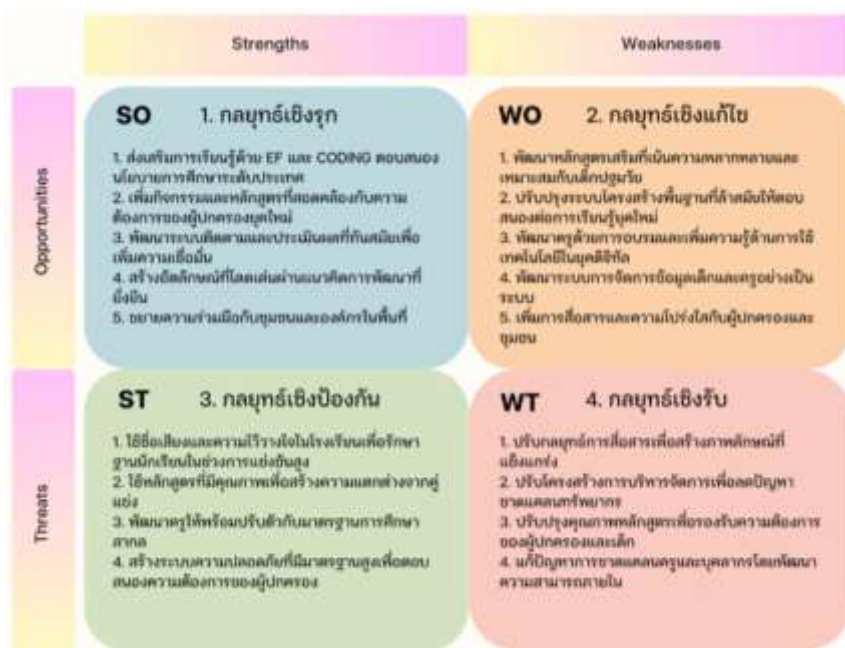 Strengths
Weaknesses
Opportunities
SO 1. กลยุทธ์เชิงรุก
1. ส่งเสริมการเรียนรู้ด้วย EF และ CODING ตอบสนอง
นโยบายการศึกษาระดับประเทศ
2. เพิ่มกิจกรรมและหลักสูตรที่สอดคล้องกับความ
ต้องการของผู้ปกครองยุคใหม่
3. พัฒนาระบบติดตามและประเมินผลที่ทันสมัยเพื่อ
เพิ่มความเชื่อมั่น
4. สร้างอัตลักษณ์ที่โดดเด่นผ่านแนวคิดการพัฒนาที่
ยั่งยืน
5. ขยายความร่วมมือกับชุมชนและองค์กรในพื้นที่
WO 2. กลยุทธ์เชิงแก้ไข
1. พัฒนาหลักสูตรเสริมที่เน้นความหลากหลายและ
เหมาะสมกับเด็กปฐมวัย
2. ปรับปรุงระบบโครงสร้างพื้นฐานที่ล้าสมัยให้ตอบ
สนองต่อการเรียนรู้ยุคใหม่
3. พัฒนาครูด้วยการอบรมและเพิ่มความรู้ด้านการใช้
เทคโนโลยีในยุคดิจิทัล
4. พัฒนาระบบการจัดการข้อมูลเด็กและครูอย่างเป็น
ระบบ
5. เพิ่มการสื่อสารและความโปร่งใสกับผู้ปกครองและ
ชุมชน
Threats
ST 3. กลยุทธ์เชิงป้องกัน
1. ใช้ชื่อเสียงและความไว้วางใจในโรงเรียนเพื่อรักษา
ฐานนักเรียนในช่วงการแข่งขันสูง
2. ใช้หลักสูตรที่มีคุณภาพเพื่อสร้างความแตกต่างจากคู่
แข่ง
3. พัฒนาครูให้พร้อมปรับตัวกับมาตรฐานการศึกษา
สากล
4. สร้างระบบความปลอดภัยที่มีมาตรฐานสูงเพื่อตอบ
สนองความต้องการของผู้ปกครอง
WT 4. กลยุทธ์เชิงรับ
1. ปรับกลยุทธ์การสื่อสารเพื่อสร้างภาพลักษณ์ที่
แข็งแกร่ง
2. ปรับโครงสร้างการบริหารจัดการเพื่อลดปัญหา
ขาดแคลนทรัพยากร
3. ปรับปรุงคุณภาพหลักสูตรเพื่อรองรับความต้องการ
ของผู้ปกครองและเด็ก
4. แก้ปัญหาการขาดแคลนครูและบุคลากรโดยพัฒนา
ความสามารถภายใน